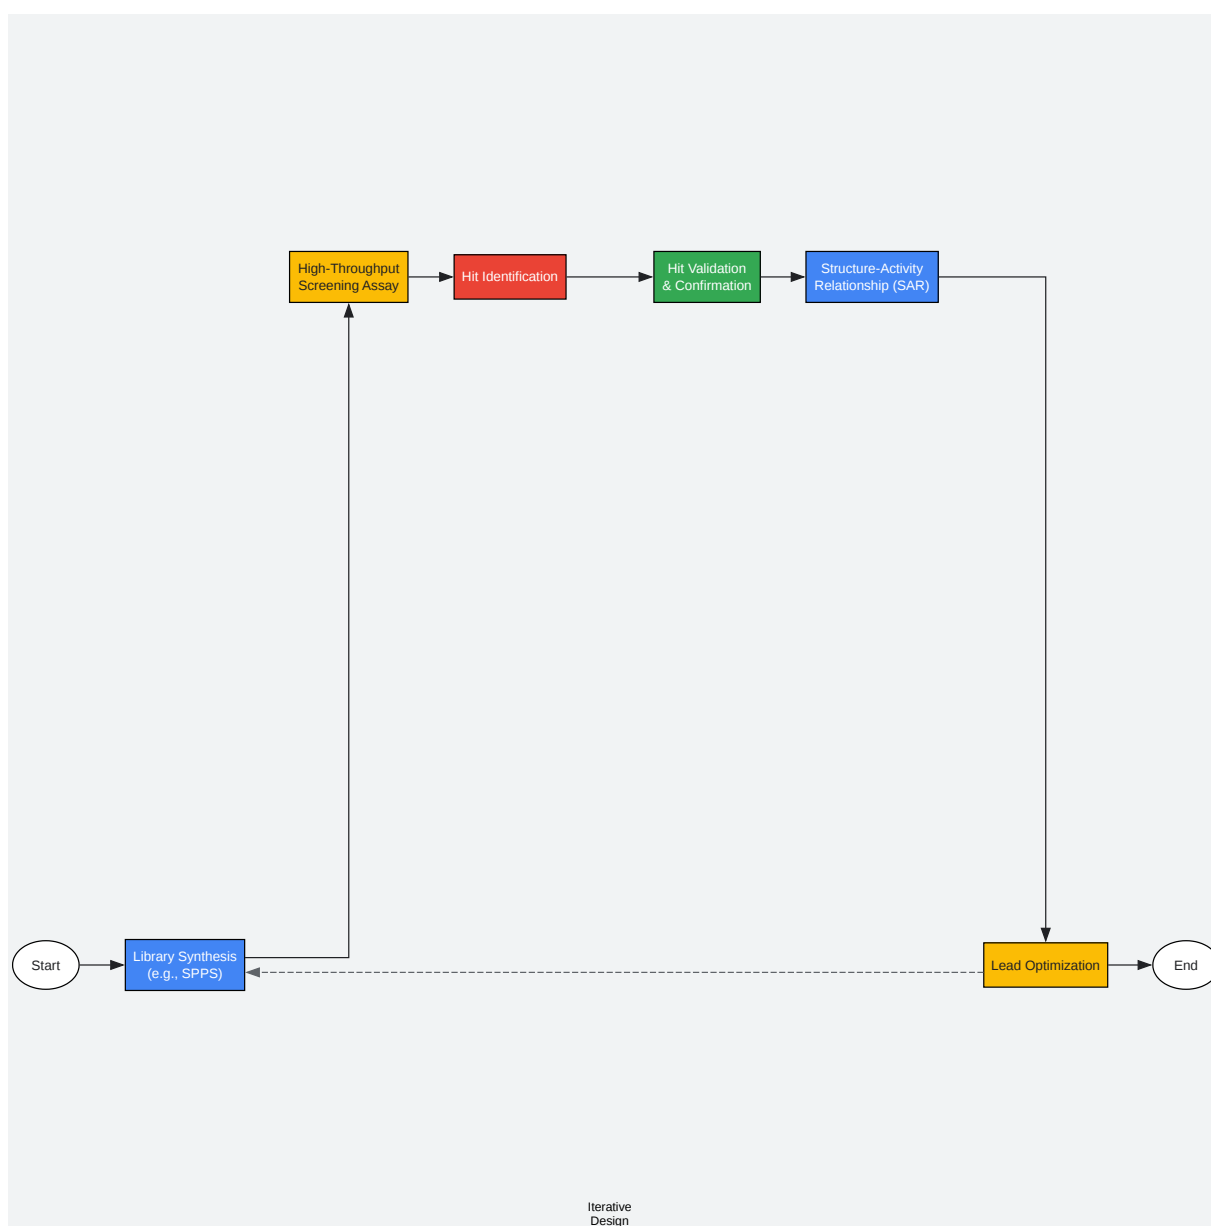 High-Throughput
Screening Assay
Hit Identification
Hit Validation
& Confirmation
Structure-Activity
Relationship (SAR)
Start
Library Synthesis
(e.g., SPPS)
Lead Optimization
End
Iterative
Design